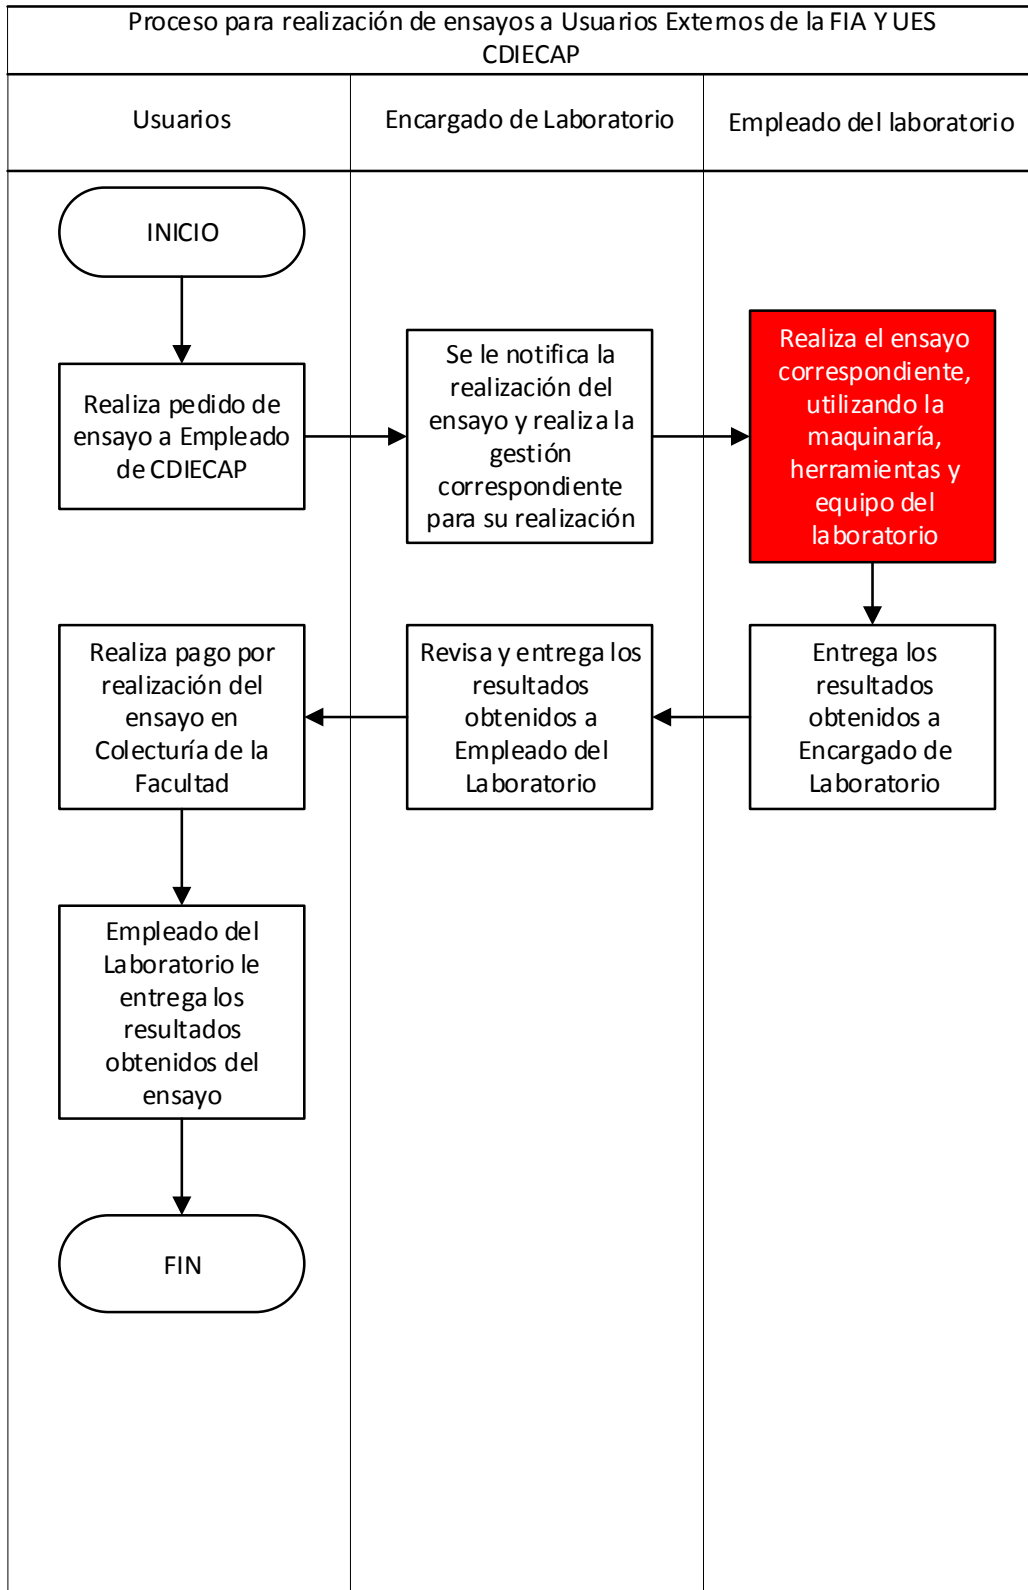 Proceso para realización de ensayos a Usuarios Externos de la FIA Y UES
CDIECAP
Usuarios
Encargado de Laboratorio
Empleado del laboratorio
INICIO
Realiza pedido de
ensayo a Empleado
de CDIECAP
Se le notifica la
realización del
ensayo y realiza la
gestión
correspondiente
para su realización
Realiza el ensayo
correspondiente,
utilizando la
maquinaría,
herramientas y
equipo del
laboratorio
Entrega los
resultados
obtenidos a
Encargado de
Laboratorio
Revisa y entrega los
resultados
obtenidos a
Empleado del
Laboratorio
Realiza pago por
realización del
ensayo en
Colecturía de la
Facultad
Empleado del
Laboratorio le
entrega los
resultados
obtenidos del
ensayo
FIN